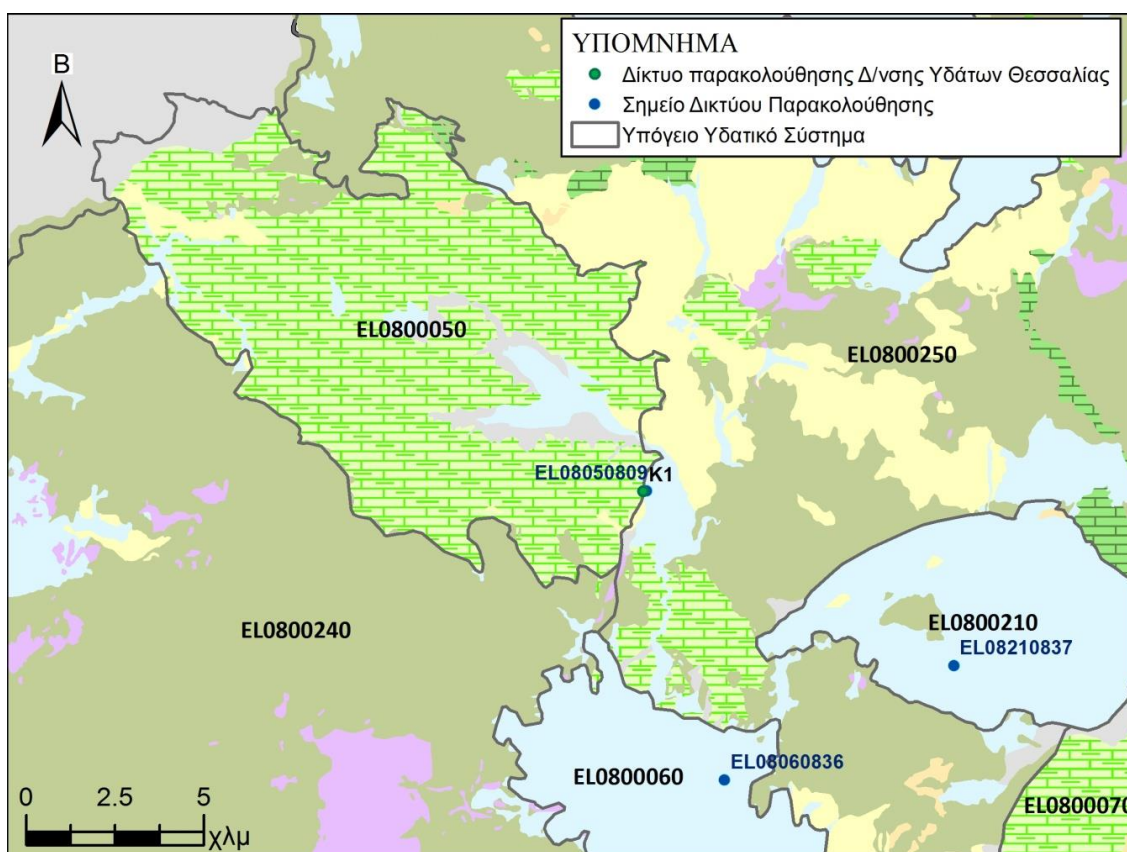 ΥΠΟΜΝΗΜΑ
Δίκτυο παρακολούθησης Δ/νσης Υδάτων Θεσσαλίας
Σημείο Δικτύου Παρακολούθησης
Υπόγειο Υδατικό Σύστημα
Β
EL0800050
EL0800250
EL08050809 K1
EL0800240
EL0800210
EL08210837
EL0800060
EL08060836
EL0800070
0 2.5 5
χλμ